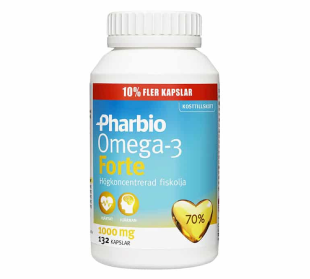 10% FLER KAPSLAR
KOSTTILLSKOTT
Pharbio
Omega-3
Forte
Högkoncentrerad fiskolja
70%
1000 mg
132 KAPSLAR